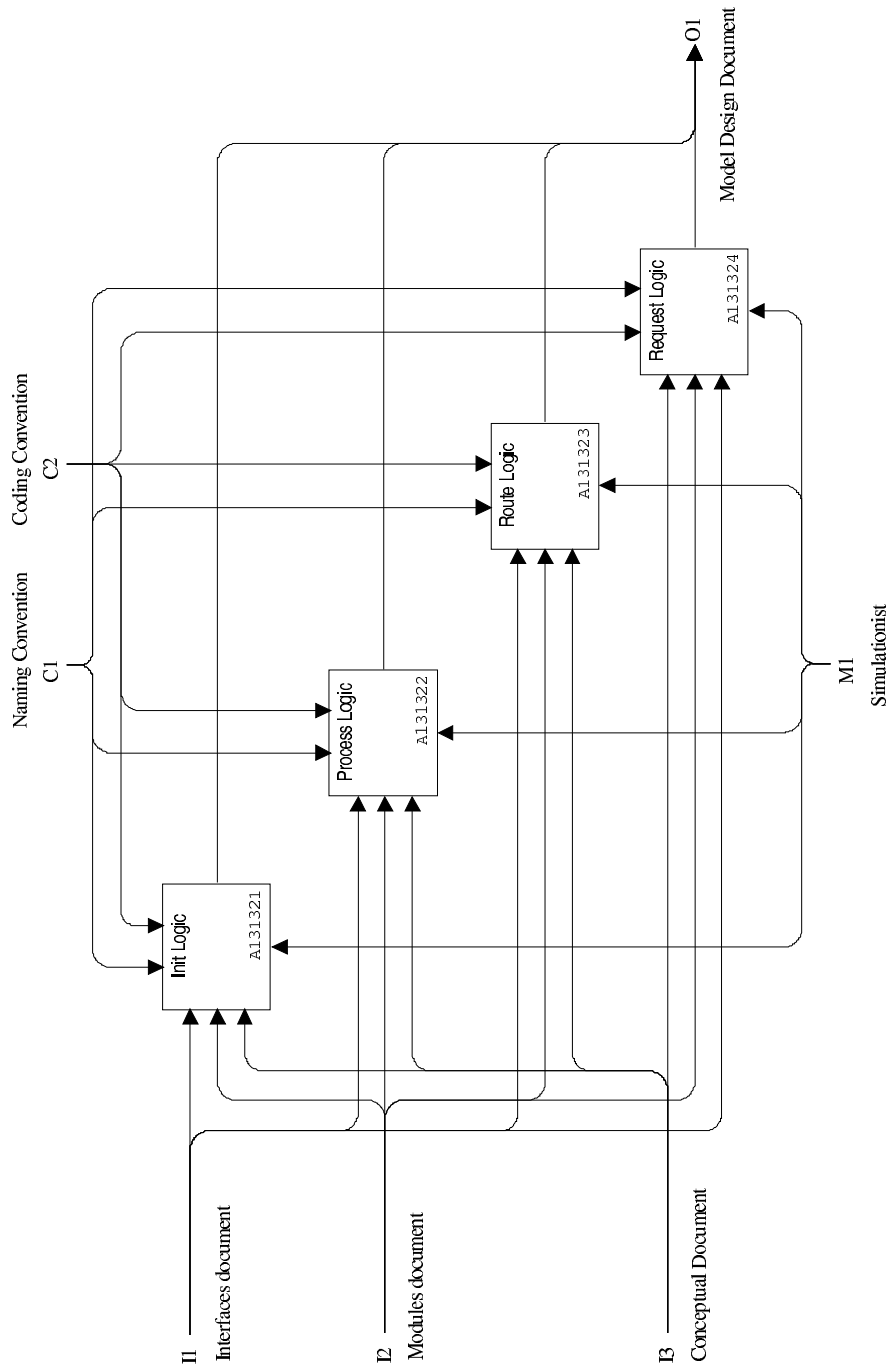 Naming Convention
C1
Coding Convention
C2
I1
Interfaces document
I2
Modules document
I3
Conceptual Document
Init Logic
A131321
Process Logic
A131322
Route Logic
A131323
Request Logic
A131324
O1
Model Design Document
M1
Simulationist